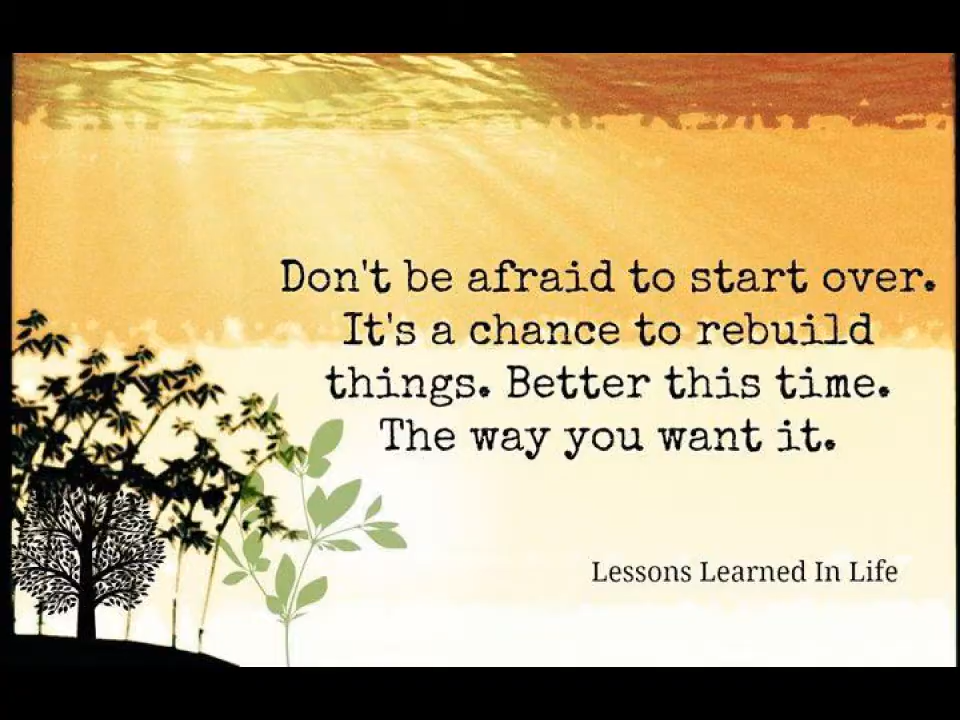 Don't be afraid to start over.
It's a chance to rebuild
things. Better this time.
The way you want it.
Lessons Learned In Life